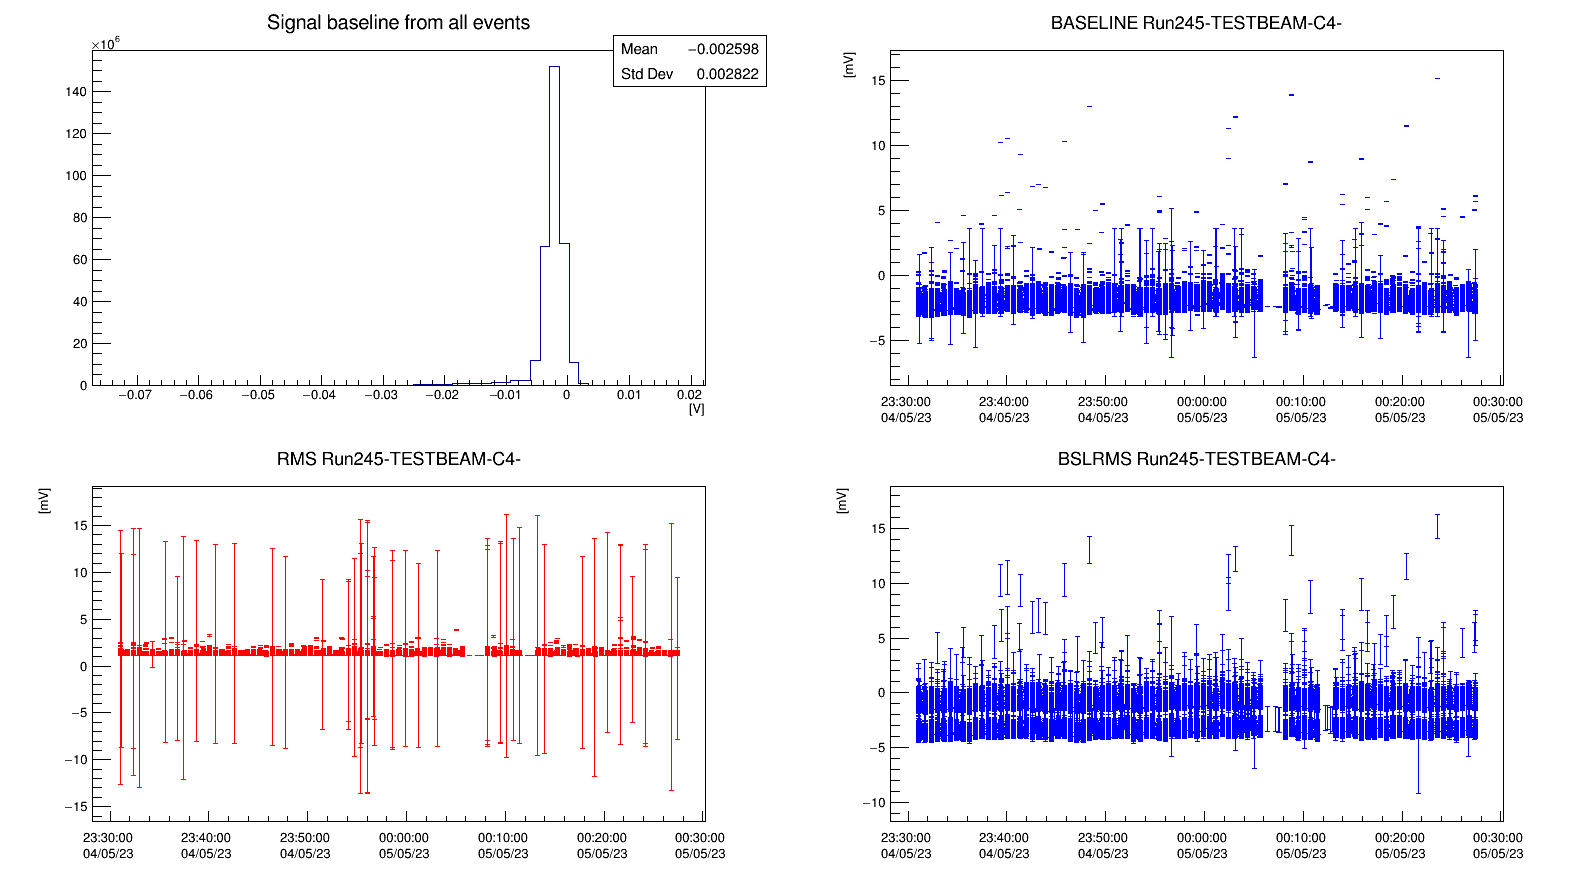 Signal baseline from all events
×10⁶
Mean −0.002598
Std Dev 0.002822
140
120
100
80
60
40
20
0
−0.07 −0.06 −0.05 −0.04 −0.03 −0.02 −0.01 0 0.01 0.02
[V]
BASELINE Run245-TESTBEAM-C4-
[mV]
15
10
5
0
−5
23:30:00 23:40:00 23:50:00 00:00:00 00:10:00 00:20:00 00:30:00
04/05/23 04/05/23 04/05/23 05/05/23 05/05/23 05/05/23 05/05/23
RMS Run245-TESTBEAM-C4-
[mV]
15
10
5
0
−5
−10
−15
23:30:00 23:40:00 23:50:00 00:00:00 00:10:00 00:20:00 00:30:00
04/05/23 04/05/23 04/05/23 05/05/23 05/05/23 05/05/23 05/05/23
BSLRMS Run245-TESTBEAM-C4-
[mV]
15
10
5
0
−5
−10
23:30:00 23:40:00 23:50:00 00:00:00 00:10:00 00:20:00 00:30:00
04/05/23 04/05/23 04/05/23 05/05/23 05/05/23 05/05/23 05/05/23